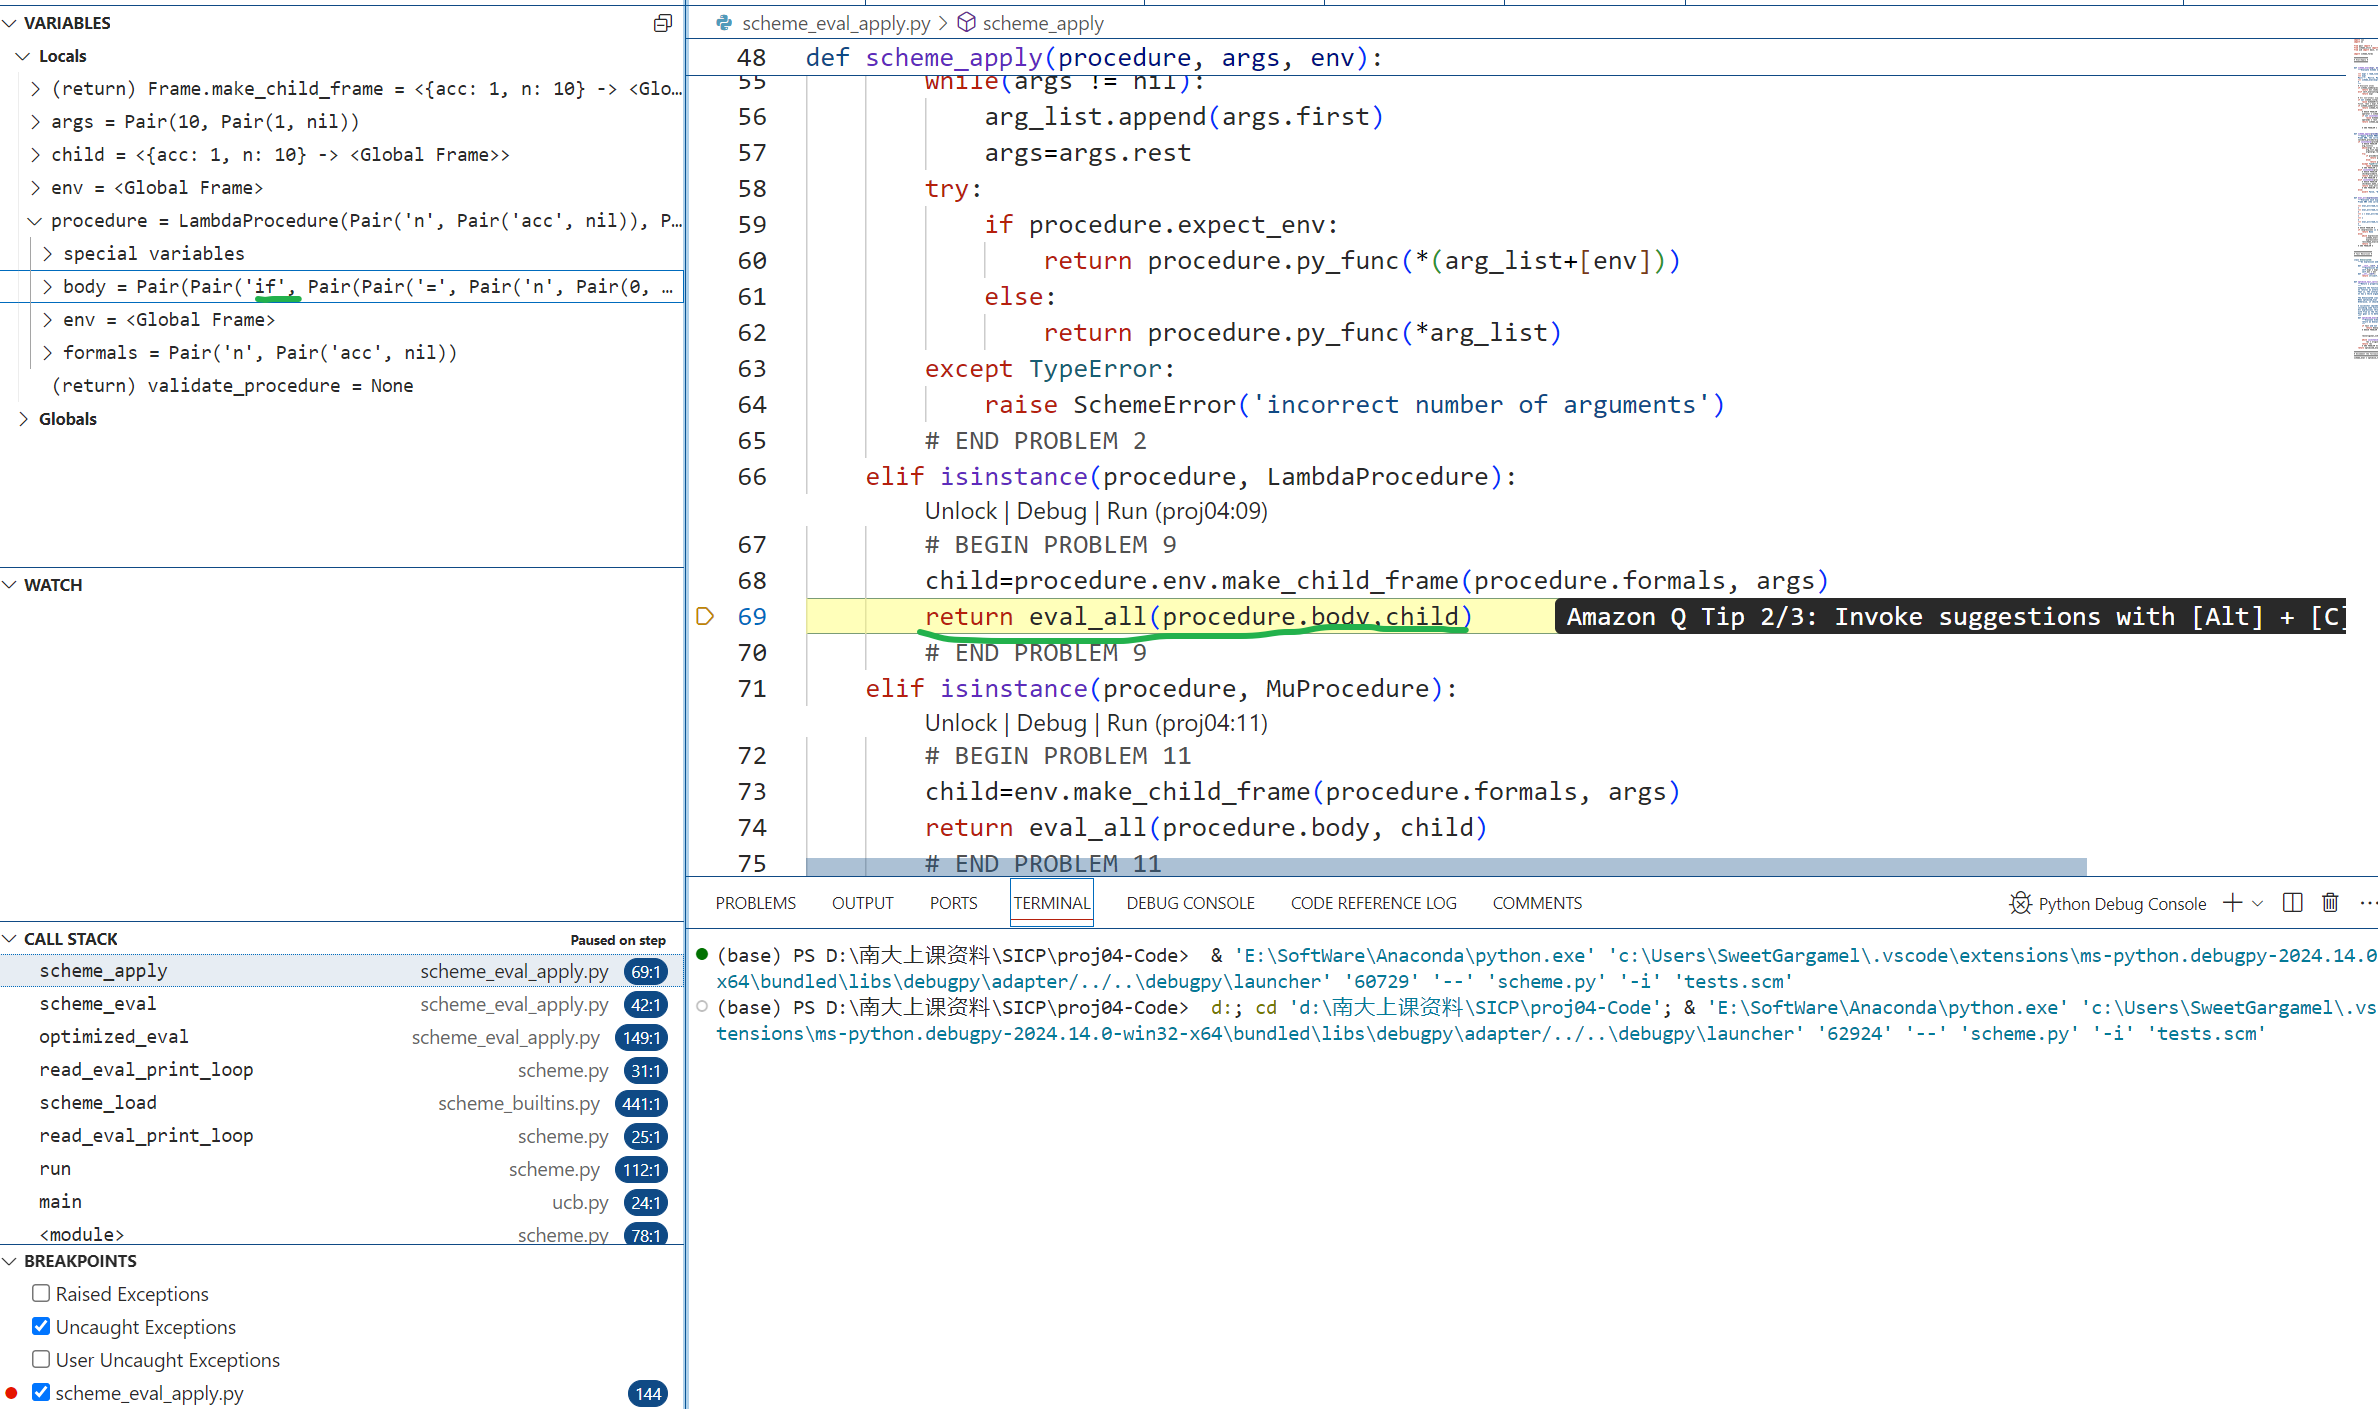 VARIABLES
Locals
(return) Frame.make_child_frame = <{acc: 1, n: 10} -> <Glo…
args = Pair(10, Pair(1, nil))
child = <{acc: 1, n: 10} -> <Global Frame>>
env = <Global Frame>
procedure = LambdaProcedure(Pair('n', Pair('acc', nil)), P…
special variables
body = Pair(Pair('if', Pair(Pair('=', Pair('n', Pair(0, …
env = <Global Frame>
formals = Pair('n', Pair('acc', nil))
(return) validate_procedure = None
Globals
WATCH
CALL STACK
Paused on step
scheme_apply scheme_eval_apply.py 69:1
scheme_eval scheme_eval_apply.py 42:1
optimized_eval scheme_eval_apply.py 149:1
read_eval_print_loop scheme.py 31:1
scheme_load scheme_builtins.py 441:1
read_eval_print_loop scheme.py 25:1
run scheme.py 112:1
main ucb.py 24:1
<module> scheme.py 78:1
BREAKPOINTS
Raised Exceptions
Uncaught Exceptions
User Uncaught Exceptions
scheme_eval_apply.py 144
scheme_eval_apply.py > scheme_apply
48 def scheme_apply(procedure, args, env):
55 while(args != nil):
56 arg_list.append(args.first)
57 args=args.rest
58 try:
59 if procedure.expect_env:
60 return procedure.py_func(*(arg_list+[env]))
61 else:
62 return procedure.py_func(*arg_list)
63 except TypeError:
64 raise SchemeError('incorrect number of arguments')
65 # END PROBLEM 2
66 elif isinstance(procedure, LambdaProcedure):
Unlock | Debug | Run (proj04:09)
67 # BEGIN PROBLEM 9
68 child=procedure.env.make_child_frame(procedure.formals, args)
69 return eval_all(procedure.body,child) Amazon Q Tip 2/3: Invoke suggestions with [Alt] + [C]
70 # END PROBLEM 9
71 elif isinstance(procedure, MuProcedure):
Unlock | Debug | Run (proj04:11)
72 # BEGIN PROBLEM 11
73 child=env.make_child_frame(procedure.formals, args)
74 return eval_all(procedure.body, child)
75 # END PROBLEM 11
PROBLEMS OUTPUT PORTS TERMINAL DEBUG CONSOLE CODE REFERENCE LOG COMMENTS Python Debug Console
(base) PS D:\南大上课资料\SICP\proj04-Code> & 'E:\SoftWare\Anaconda\python.exe' 'c:\Users\SweetGargamel\.vscode\extensions\ms-python.debugpy-2024.14.0
x64\bundled\libs\debugpy\adapter/../..\debugpy\launcher' '60729' '--' 'scheme.py' '-i' 'tests.scm'
(base) PS D:\南大上课资料\SICP\proj04-Code> d:; cd 'd:\南大上课资料\SICP\proj04-Code'; & 'E:\SoftWare\Anaconda\python.exe' 'c:\Users\SweetGargamel\.vs
tensions\ms-python.debugpy-2024.14.0-win32-x64\bundled\libs\debugpy\adapter/../..\debugpy\launcher' '62924' '--' 'scheme.py' '-i' 'tests.scm'